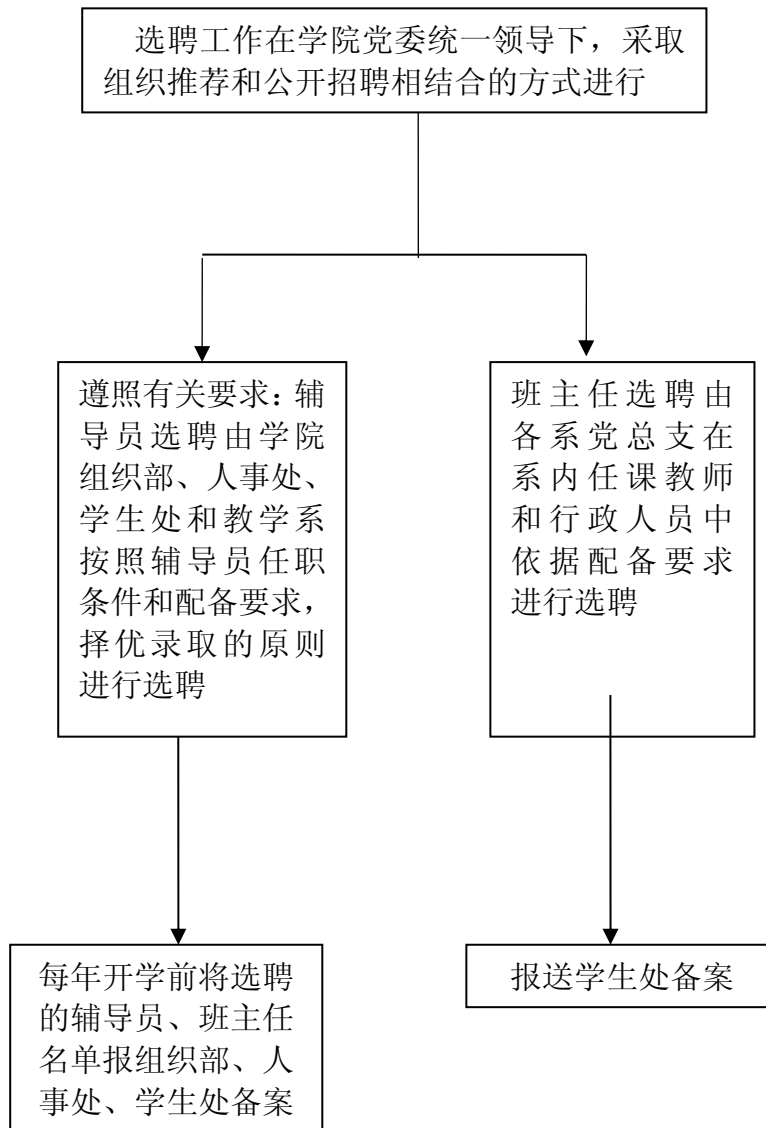 选聘工作在学院党委统一领导下，采取
组织推荐和公开招聘相结合的方式进行
遵照有关要求：辅
导员选聘由学院
组织部、人事处、
学生处和教学系
按照辅导员任职
条件和配备要求，
择优录取的原则
进行选聘
班主任选聘由
各系党总支在
系内任课教师
和行政人员中
依据配备要求
进行选聘
每年开学前将选聘
的辅导员、班主任
名单报组织部、人
事处、学生处备案
报送学生处备案